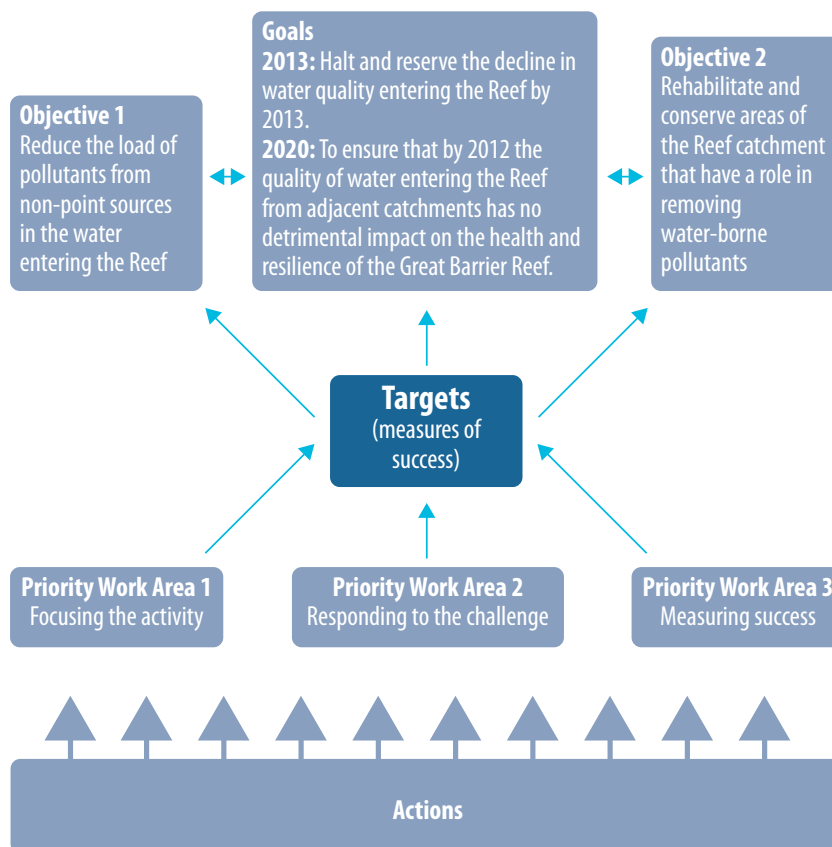 Objective 1
Reduce the load of
pollutants from
non-point sources
in the water
entering the Reef
Goals
2013: Halt and reserve the decline in
water quality entering the Reef by
2013.
2020: To ensure that by 2012 the
quality of water entering the Reef
from adjacent catchments has no
detrimental impact on the health and
resilience of the Great Barrier Reef.
Objective 2
Rehabilitate and
conserve areas of
the Reef catchment
that have a role in
removing
water-borne
pollutants
Targets
(measures of
success)
Priority Work Area 1
Focusing the activity
Priority Work Area 2
Responding to the challenge
Priority Work Area 3
Measuring success
Actions